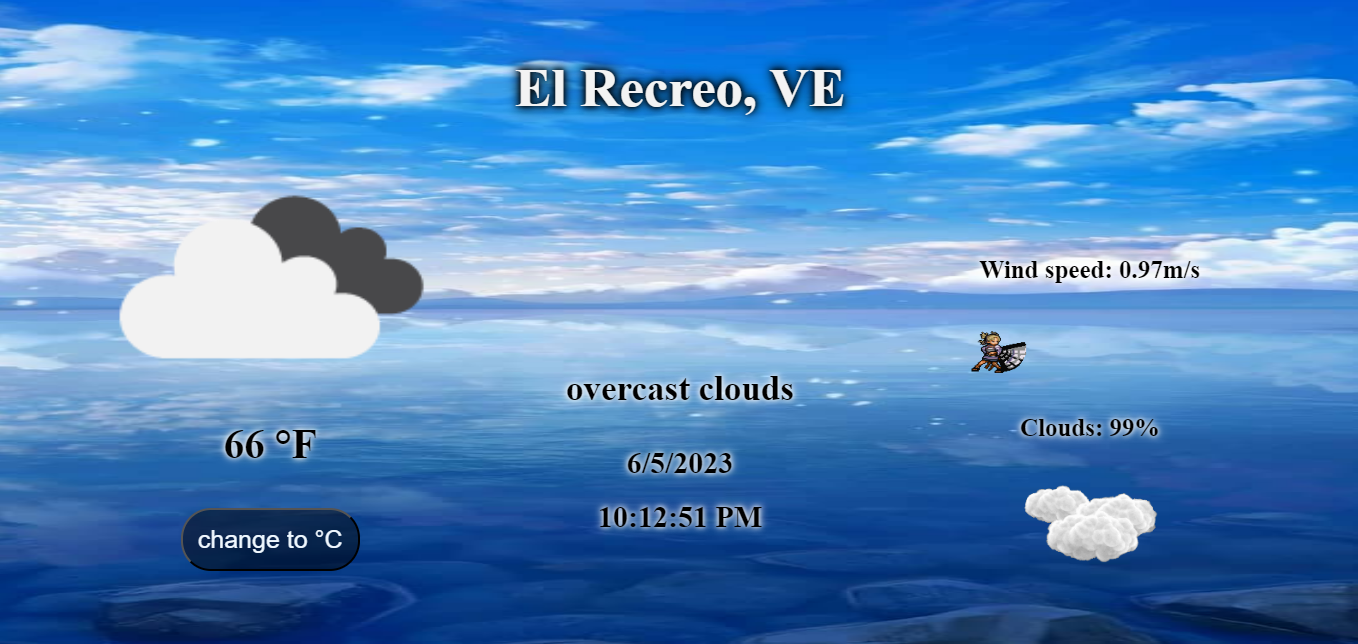 El Recreo, VE
66 °F
change to °C
overcast clouds
6/5/2023
10:12:51 PM
Wind speed: 0.97m/s
Clouds: 99%